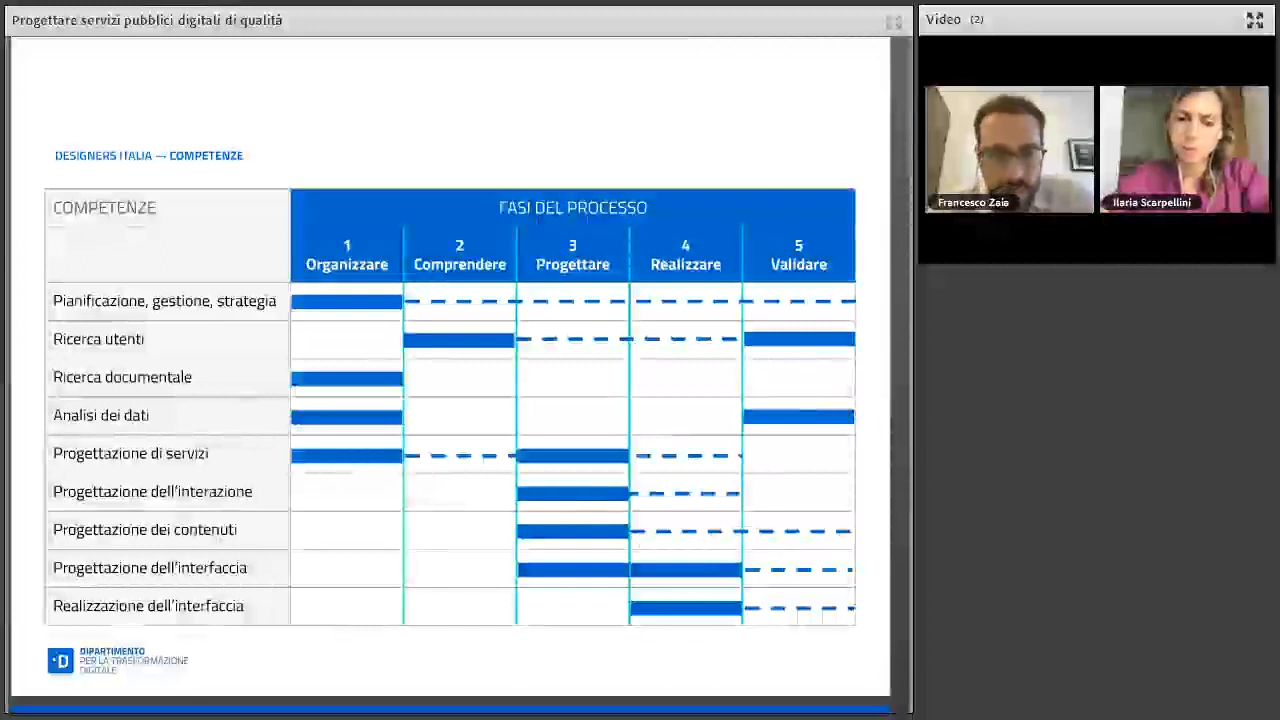 Progettare servizi pubblici digitali di qualità
Video (2)
Francesco Zaia
Ilaria Scarpellini
DESIGNERS ITALIA — COMPETENZE
COMPETENZE
FASI DEL PROCESSO
1 2 3 4 5
Organizzare Comprendere Progettare Realizzare Validare
Pianificazione, gestione, strategia
Ricerca utenti
Ricerca documentale
Analisi dei dati
Progettazione di servizi
Progettazione dell'interazione
Progettazione dei contenuti
Progettazione dell'interfaccia
Realizzazione dell'interfaccia
·D
DIPARTIMENTO
PER LA TRASFORMAZIONE
DIGITALE